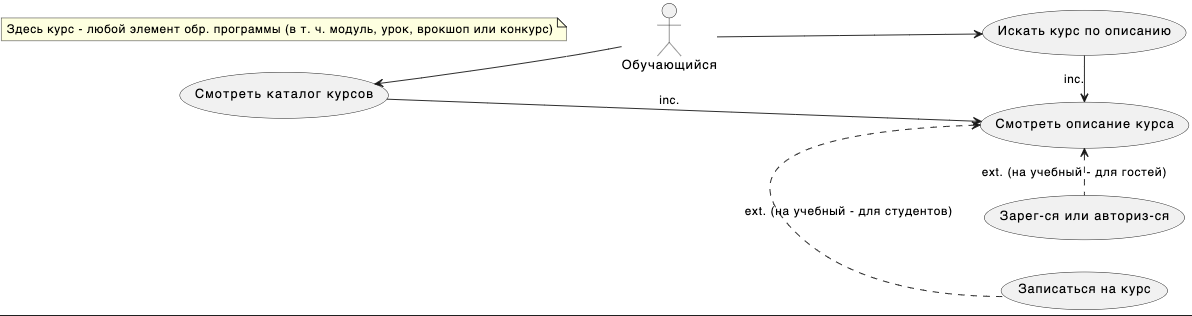 Здесь курс - любой элемент обр. программы (в т. ч. модуль, урок, врокшоп или конкурс)
Обучающийся
Искать курс по описанию
Смотреть каталог курсов
inc.
inc.
Смотреть описание курса
ext. (на учебный - для гостей)
ext. (на учебный - для студентов)
Зарег-ся или авториз-ся
Записаться на курс